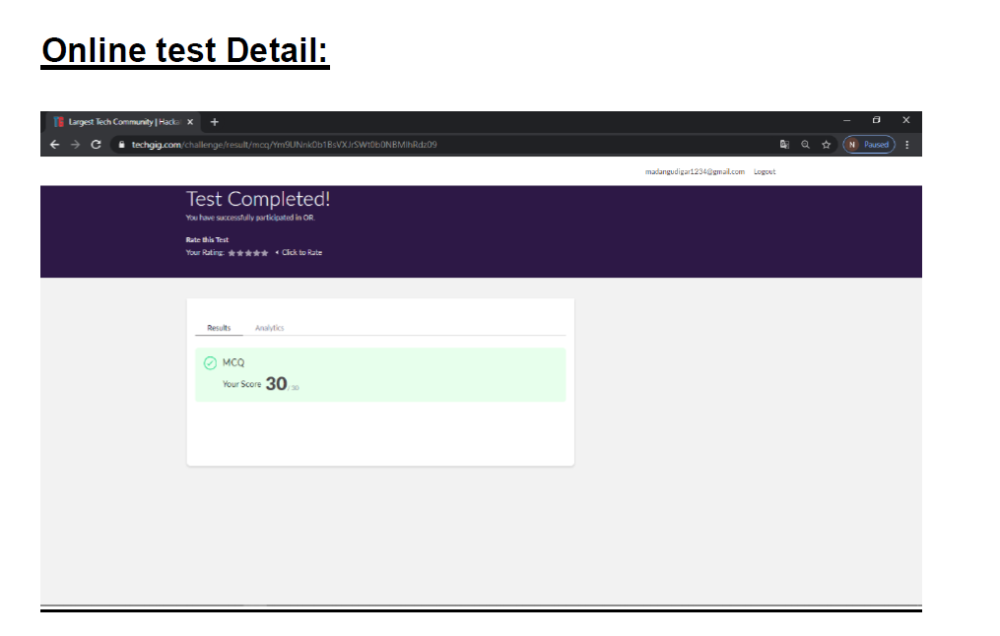 Online test Detail:
Largest Tech Community | Hacka
techgig.com/challenge/result/mcq/
Paused
N
madangudigar1234@gmail.com Logout
Test Completed!
You have successfully participated in OR.
Rate this Test
Your Rating: Click to Rate
Results Analytics
MCQ
Your Score 30 / 30